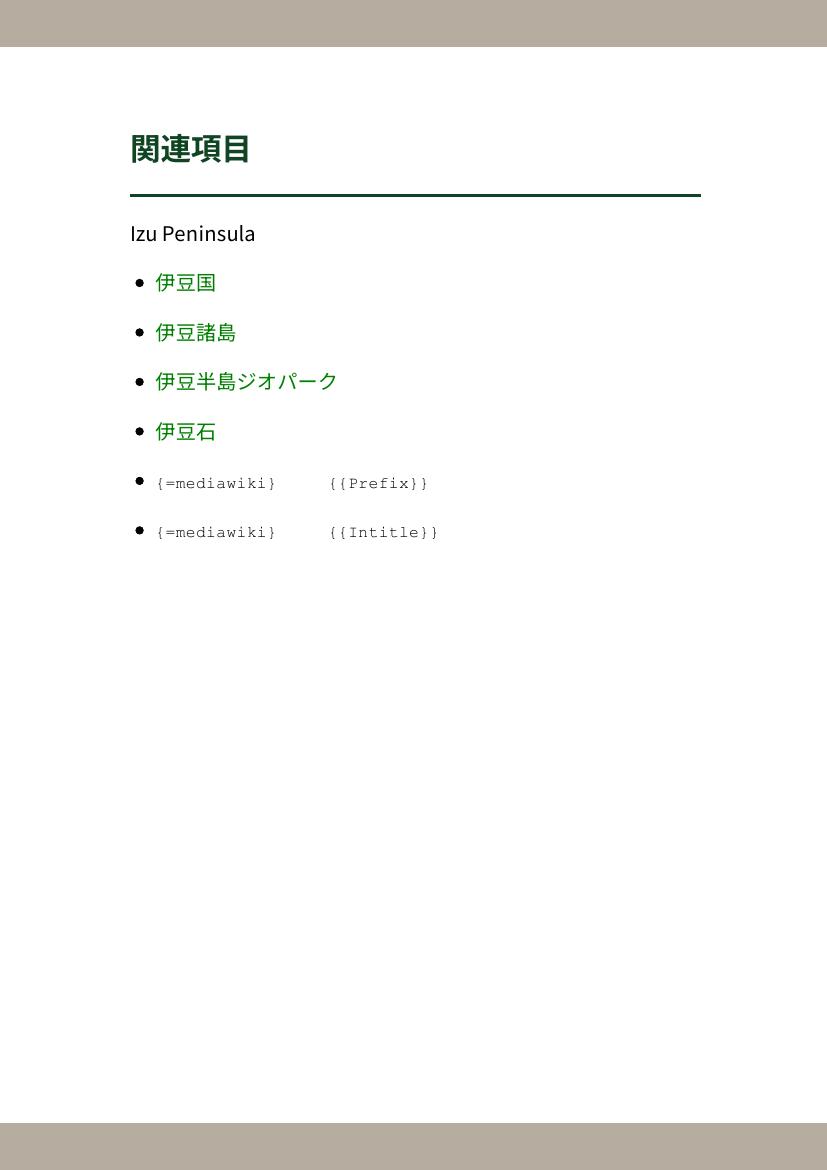 関連項目
Izu Peninsula
伊豆国
伊豆諸島
伊豆半島ジオパーク
伊豆石
{=mediawiki} {{Prefix}}
{=mediawiki} {{Intitle}}